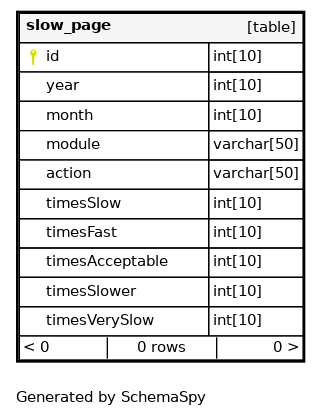 slow_page [table]
id int[10]
year int[10]
month int[10]
module varchar[50]
action varchar[50]
timesSlow int[10]
timesFast int[10]
timesAcceptable int[10]
timesSlower int[10]
timesVerySlow int[10]
< 0 0 rows 0 >
Generated by SchemaSpy